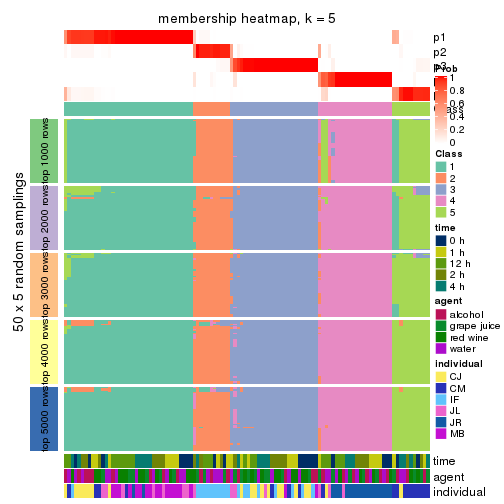 membership heatmap, k = 5
p1
p2
p3
Prob
1
0.8
0.6
0.4
0.2
0
Class
1
2
3
4
5
time
0 h
1 h
12 h
2 h
4 h
agent
alcohol
grape juice
red wine
water
individual
CJ
CM
IF
JL
JR
MB
50 x 5 random samplings
top 1000 rows
top 2000 rows
top 3000 rows
top 4000 rows
top 5000 rows
time
agent
individual